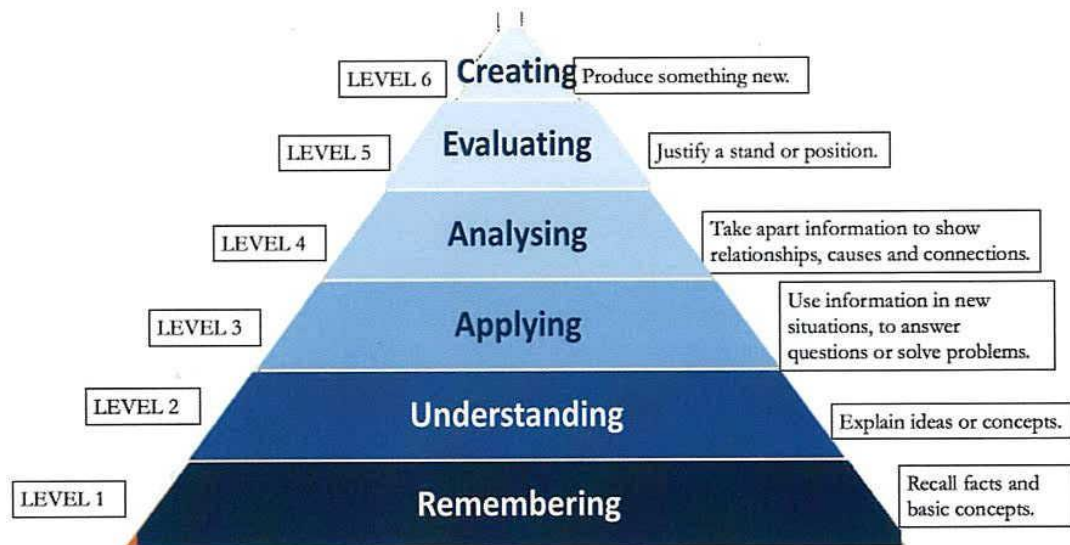 LEVEL 6
Creating
Produce something new.
LEVEL 5
Evaluating
Justify a stand or position.
LEVEL 4
Analysing
Take apart information to show
relationships, causes and connections.
LEVEL 3
Applying
Use information in new
situations, to answer
questions or solve problems.
LEVEL 2
Understanding
Explain ideas or concepts.
LEVEL 1
Remembering
Recall facts and
basic concepts.